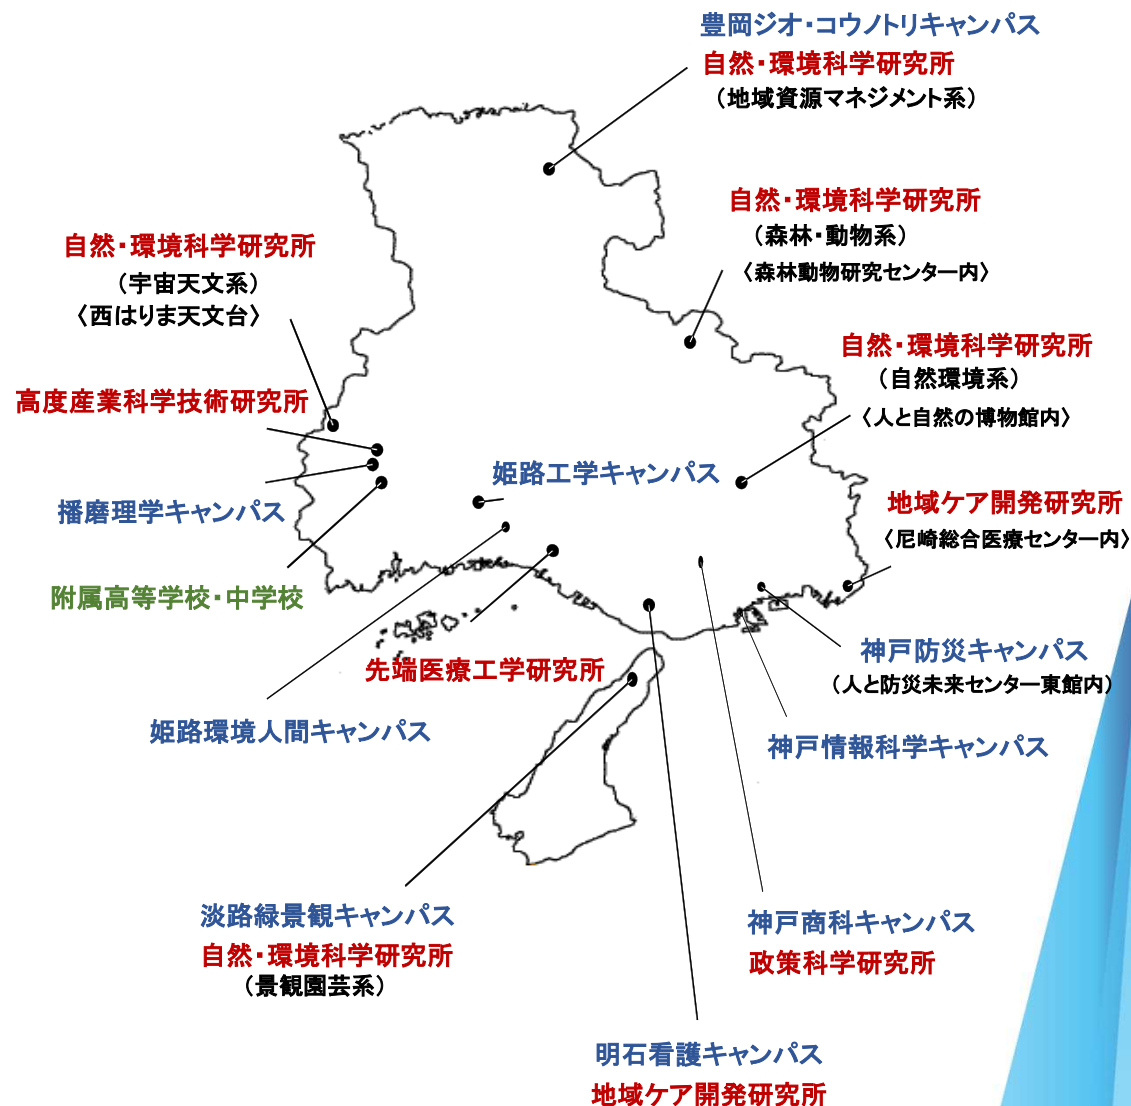 豊岡ジオ・コウノトリキャンパス
自然・環境科学研究所
（地域資源マネジメント系）
自然・環境科学研究所
（森林・動物系）
〈森林動物研究センター内〉
自然・環境科学研究所
（宇宙天文系）
〈西はりま天文台〉
自然・環境科学研究所
（自然環境系）
〈人と自然の博物館内〉
高度産業科学技術研究所
姫路工学キャンパス
播磨理学キャンパス
地域ケア開発研究所
〈尼崎総合医療センター内〉
附属高等学校・中学校
神戸防災キャンパス
（人と防災未来センター東館内）
先端医療工学研究所
姫路環境人間キャンパス
神戸情報科学キャンパス
淡路緑景観キャンパス
自然・環境科学研究所
（景観園芸系）
神戸商科キャンパス
政策科学研究所
明石看護キャンパス
地域ケア開発研究所